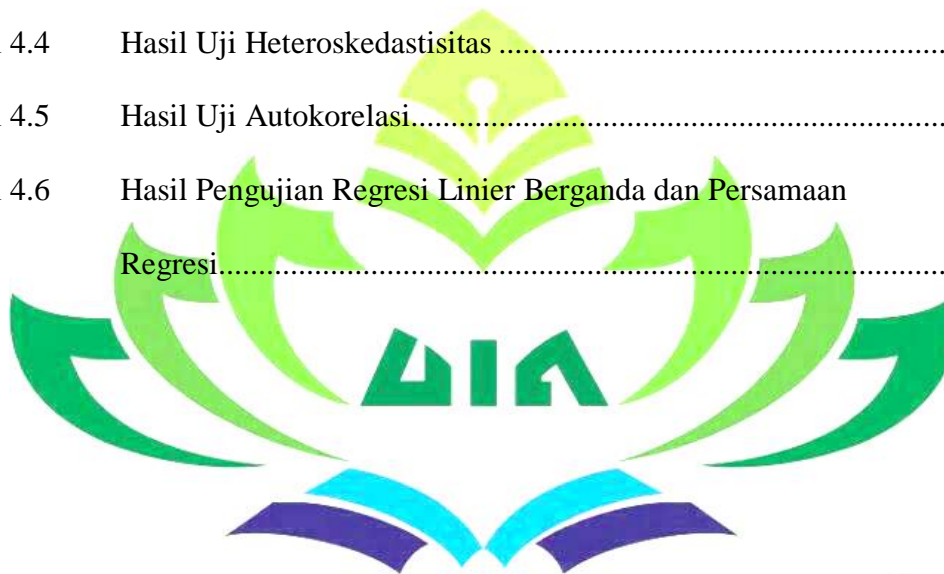 4.4 Hasil Uji Heteroskedastisitas ........................................................
4.5 Hasil Uji Autokorelasi...................................................................
4.6 Hasil Pengujian Regresi Linier Berganda dan Persamaan
Regresi...........................................................................................
UIN